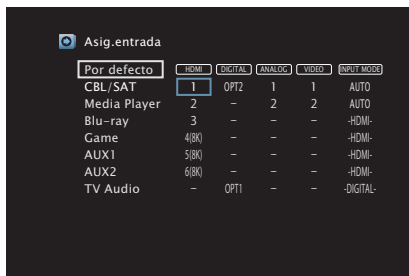 Asig.entrada
Por defecto HDMI DIGITAL ANALOG VIDEO INPUT MODE
CBL/SAT 1 OPT2 1 1 AUTO
Media Player 2 – 2 2 AUTO
Blu-ray 3 – – – -HDMI-
Game 4(8K) – – – -HDMI-
AUX1 5(8K) – – – -HDMI-
AUX2 6(8K) – – – -HDMI-
TV Audio – OPT1 – – -DIGITAL-